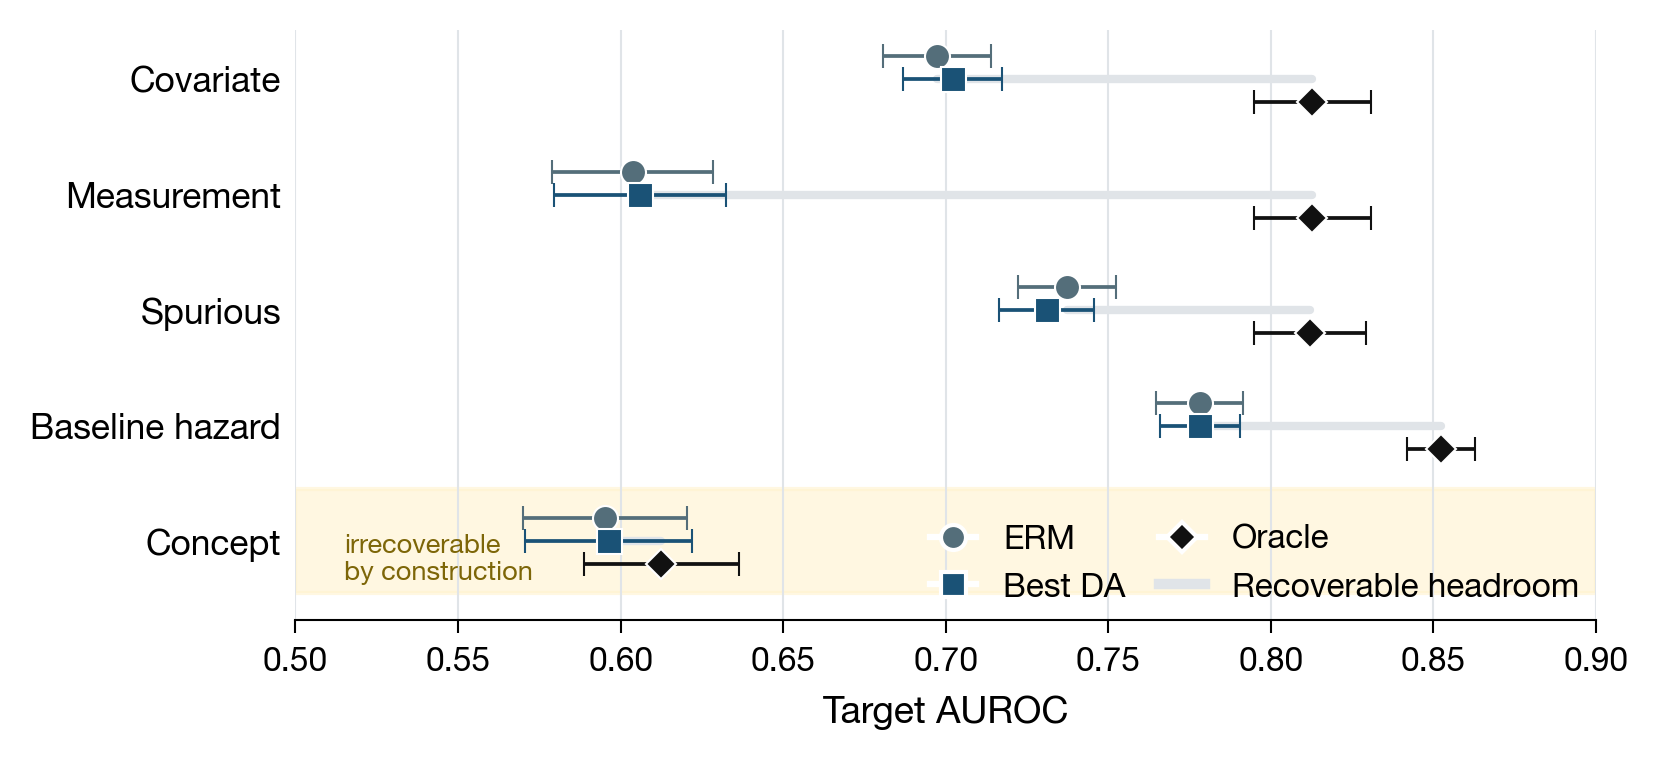 Covariate
Measurement
Spurious
Baseline hazard
Concept
irrecoverable
by construction
ERM
Oracle
Best DA
Recoverable headroom
0.50 0.55 0.60 0.65 0.70 0.75 0.80 0.85 0.90
Target AUROC